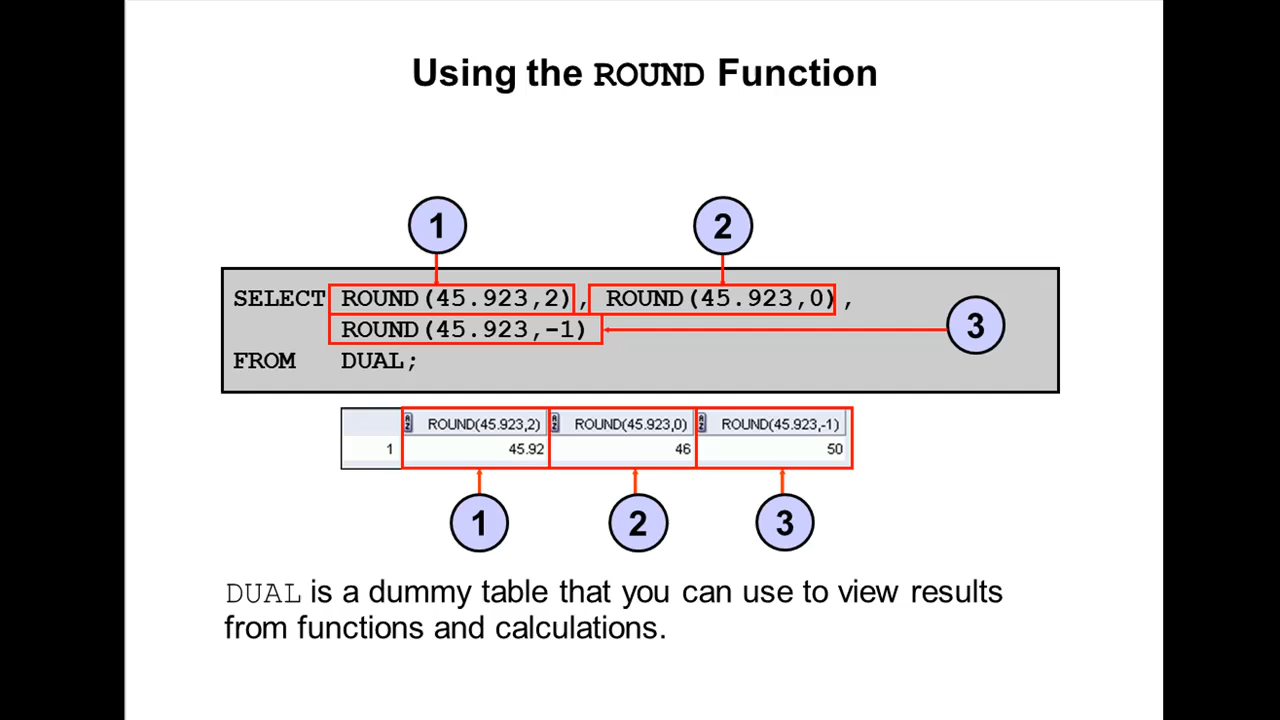 Using the ROUND Function
1 2
SELECT ROUND(45.923,2), ROUND(45.923,0),
ROUND(45.923,-1) 3
FROM DUAL;
ROUND(45.923,2) ROUND(45.923,0) ROUND(45.923,-1)
1 45.92 46 50
1 2 3
DUAL is a dummy table that you can use to view results
from functions and calculations.